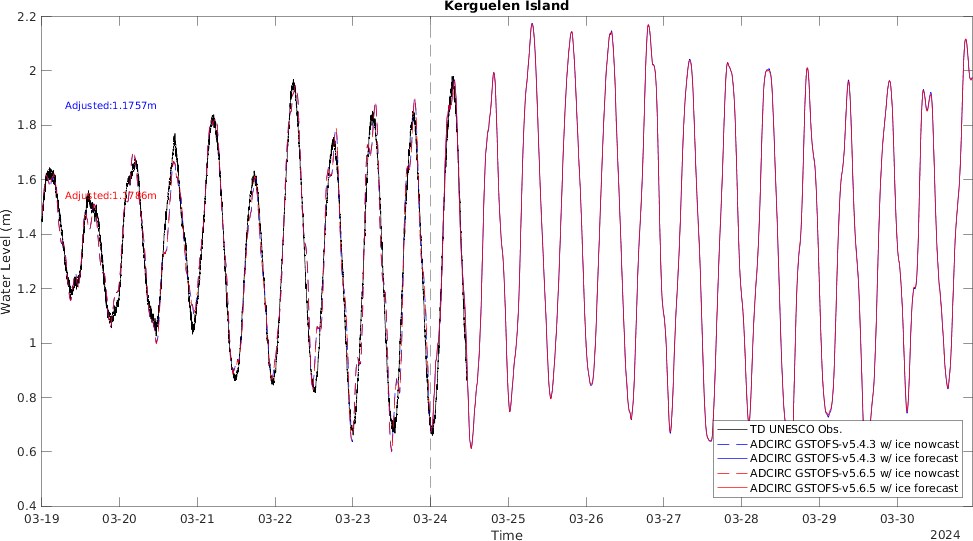 Kerguelen Island
2.2
2
1.8
1.6
1.4
1.2
1
0.8
0.6
0.4
Water Level (m)
Adjusted:1.1757m
Adjusted:1.1786m
TD UNESCO Obs.
ADCIRC GSTOFS-v5.4.3 w/ ice nowcast
ADCIRC GSTOFS-v5.4.3 w/ ice forecast
ADCIRC GSTOFS-v5.6.5 w/ ice nowcast
ADCIRC GSTOFS-v5.6.5 w/ ice forecast
03-19 03-20 03-21 03-22 03-23 03-24 03-25 03-26 03-27 03-28 03-29 03-30
Time
2024